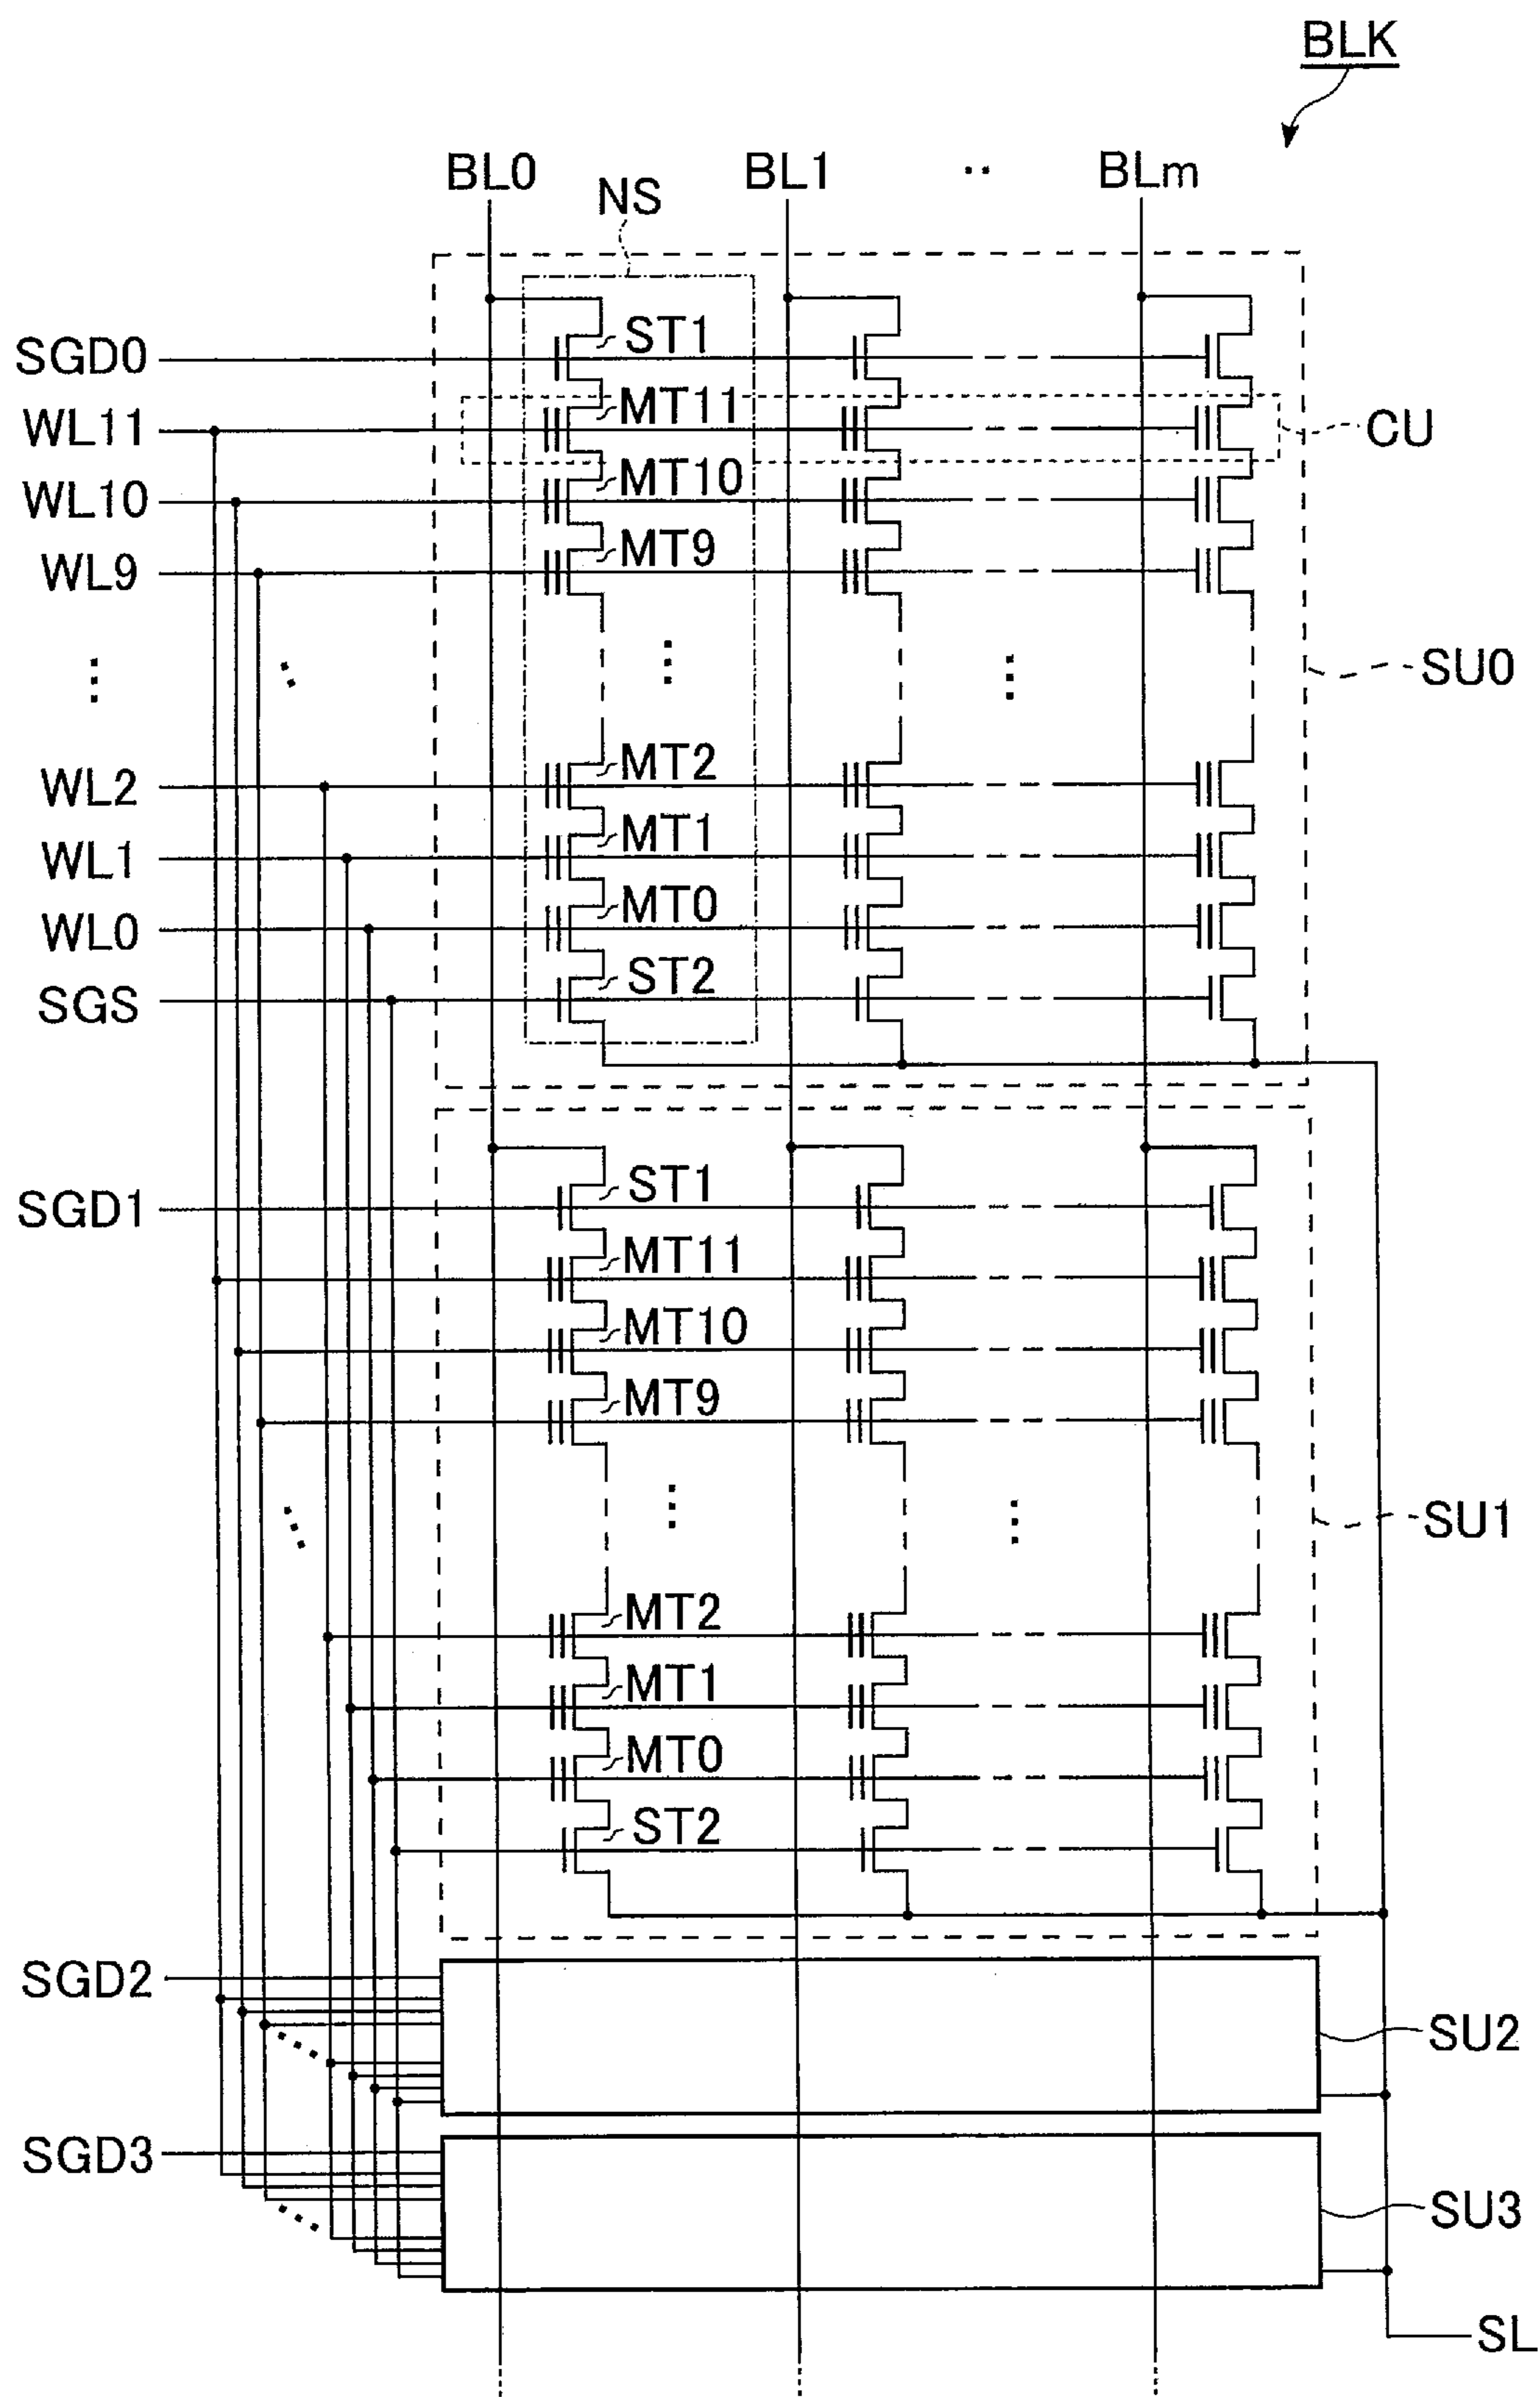 BLK
BL0 BL1 ‥ BLm
NS
SGD0 ST1
WL11 MT11 CU
WL10 MT10
WL9 MT9
SU0
WL2 MT2
WL1 MT1
WL0 MT0
SGS ST2
SGD1 ST1
MT11
MT10
MT9
SU1
MT2
MT1
MT0
ST2
SGD2
SU2
SGD3
SU3
SL